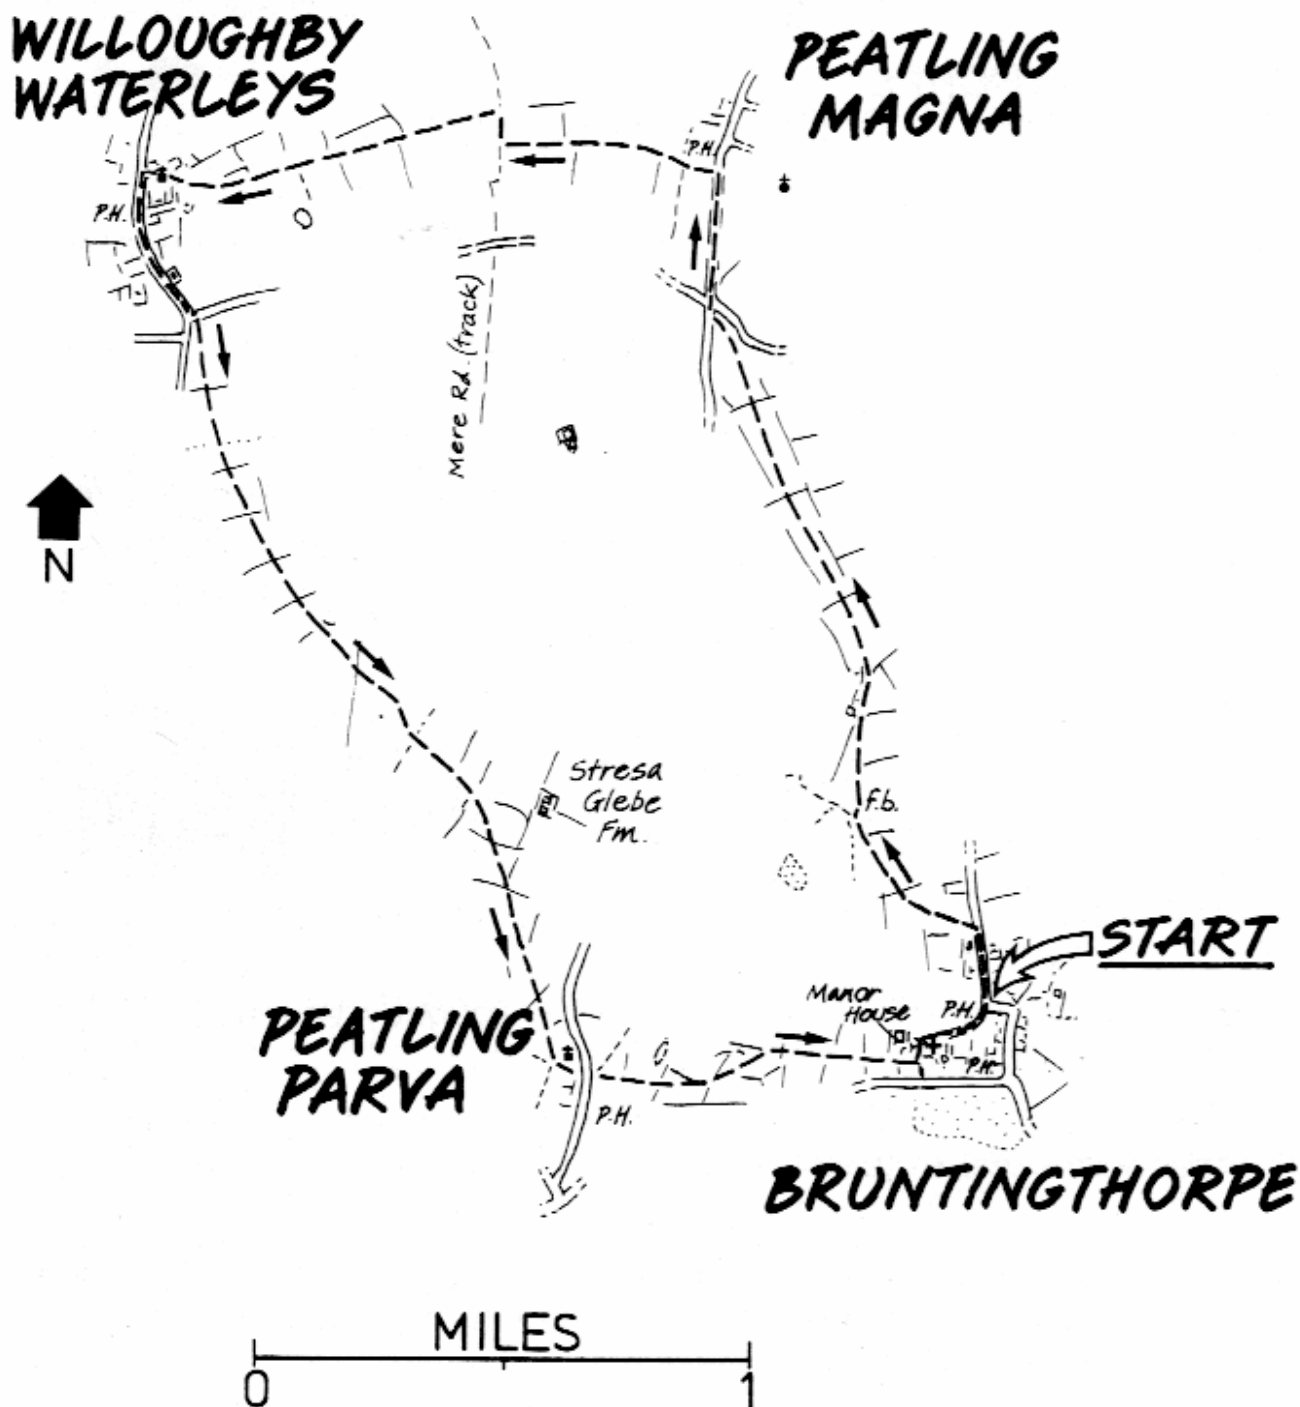 WILLOUGHBY
WATERLEYS
PEATLING
MAGNA
P.H.
P.H.
Mere Rd. (track)
N
Stresa
Glebe
Fm.
f.b.
START
Manor
House
P.H.
P.H.
PEATLING
PARVA
P.H.
BRUNTINGTHORPE
MILES
0 1